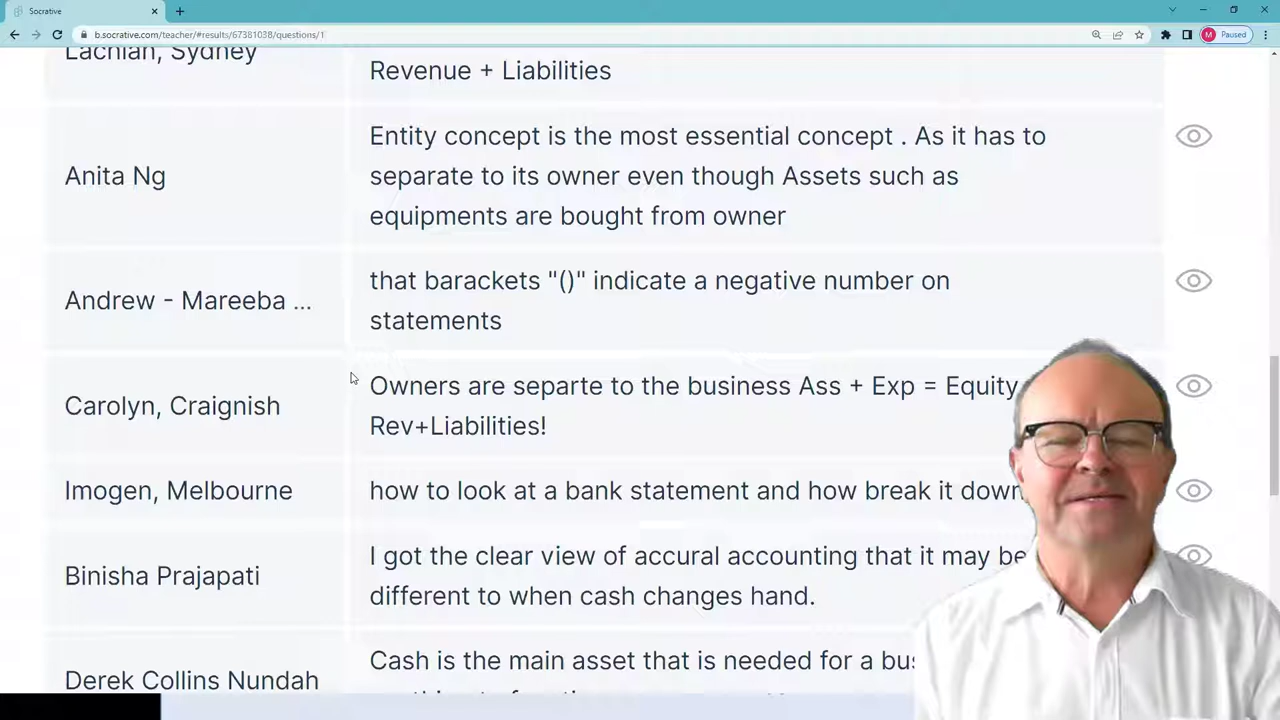 Socrative
b.socrative.com/teacher/#results/67381038/questions/1
M Paused
Lachlan, Sydney
Revenue + Liabilities
Anita Ng
Entity concept is the most essential concept . As it has to
separate to its owner even though Assets such as
equipments are bought from owner
Andrew - Mareeba ...
that barackets "()" indicate a negative number on
statements
Carolyn, Craignish
Owners are separte to the business Ass + Exp = Equity
Rev+Liabilities!
Imogen, Melbourne
how to look at a bank statement and how break it down
Binisha Prajapati
I got the clear view of accural accounting that it may be
different to when cash changes hand.
Derek Collins Nundah
Cash is the main asset that is needed for a